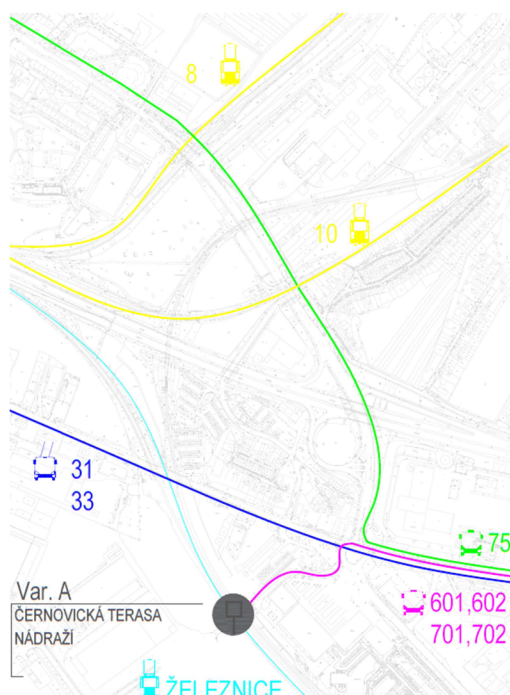 8
10
31
33
75
Var. A
ČERNOVICKÁ TERASA
NÁDRAŽÍ
601,602
701,702
ŽELEZNICE